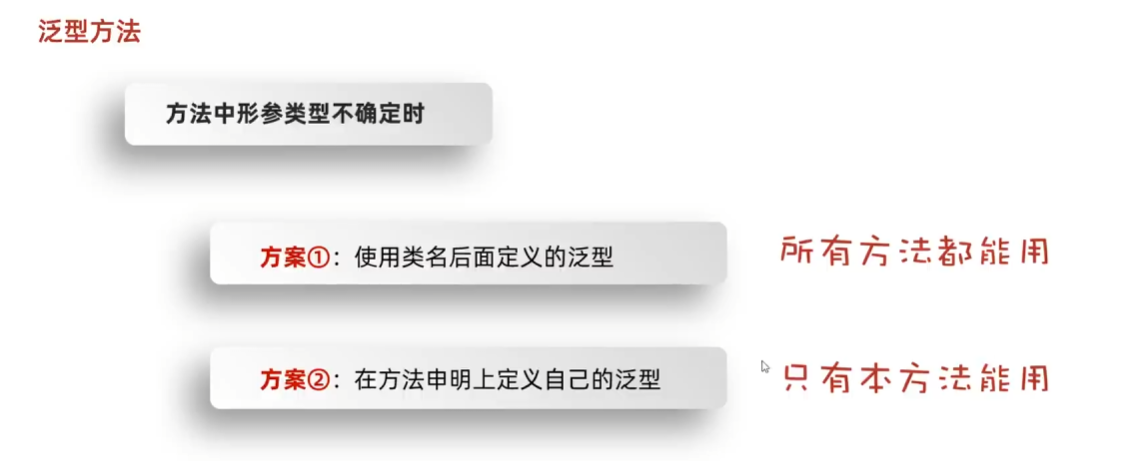 泛型方法
方法中形参类型不确定时
方案①：使用类名后面定义的泛型
所有方法都能用
方案②：在方法申明上定义自己的泛型
只有本方法能用